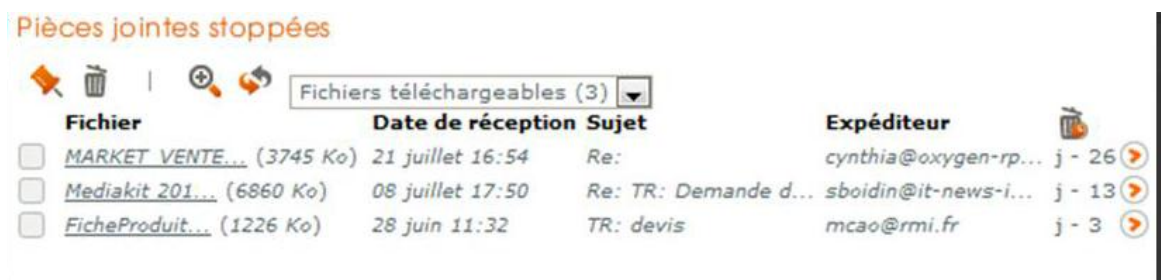 Pièces jointes stoppées
Fichiers téléchargeables (3)
Fichier Date de réception Sujet Expéditeur
MARKET VENTE... (3745 Ko) 21 juillet 16:54 Re: cynthia@oxygen-rp... j - 26
Mediakit 201... (6860 Ko) 08 juillet 17:50 Re: TR: Demande d... sboidin@it-news-i... j - 13
FicheProduit... (1226 Ko) 28 juin 11:32 TR: devis mcao@rmi.fr j - 3